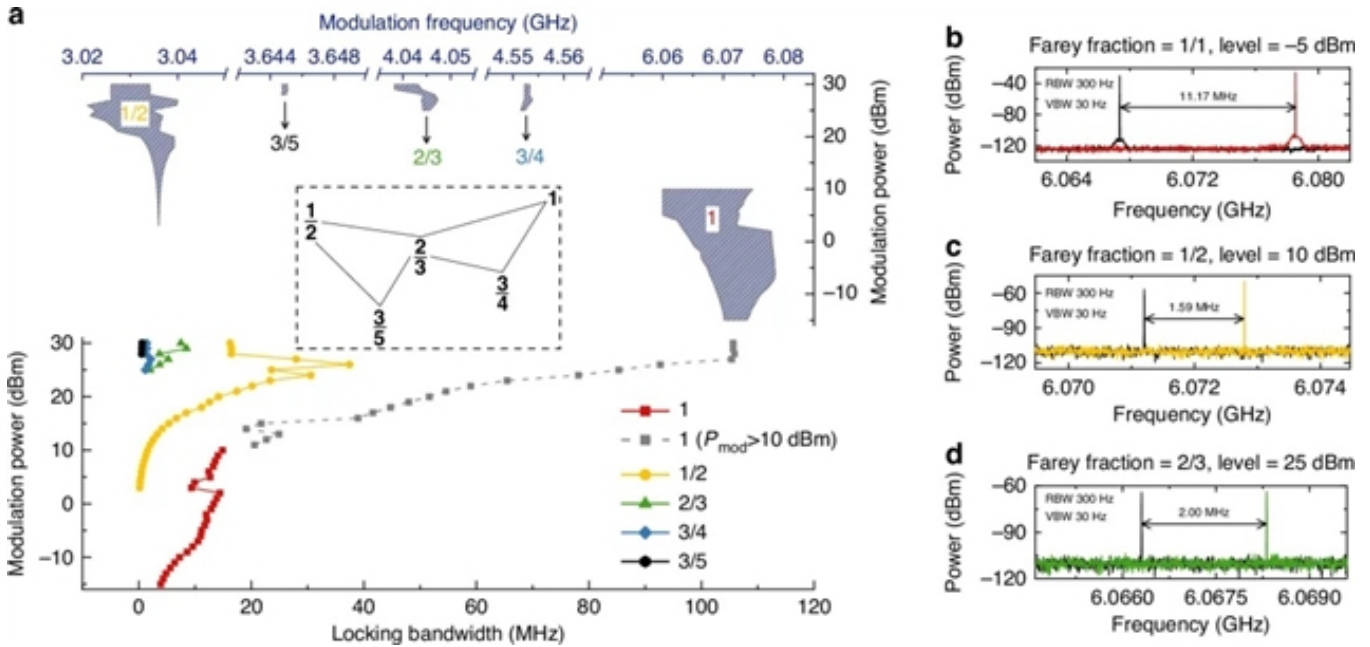 a
Modulation frequency (GHz)
3.02 3.04 3.644 3.648 4.04 4.05 4.55 4.56 6.06 6.07 6.08
30
20
10
0
−10
Modulation power (dBm)
1/2
3/5
2/3
3/4
1
1/2
2/3
1
3/4
3/5
30
20
10
0
−10
Modulation power (dBm)
1
1 (Pmod>10 dBm)
1/2
2/3
3/4
3/5
0 20 40 60 80 100 120
Locking bandwidth (MHz)
b
Farey fraction = 1/1, level = −5 dBm
−40
−80
−120
Power (dBm)
RBW 300 Hz
VBW 30 Hz
11.17 MHz
6.064 6.072 6.080
Frequency (GHz)
c
Farey fraction = 1/2, level = 10 dBm
−60
−90
−120
Power (dBm)
RBW 300 Hz
VBW 30 Hz
1.59 MHz
6.070 6.072 6.074
Frequency (GHz)
d
Farey fraction = 2/3, level = 25 dBm
−60
−90
−120
Power (dBm)
RBW 300 Hz
VBW 30 Hz
2.00 MHz
6.0660 6.0675 6.0690
Frequency (GHz)